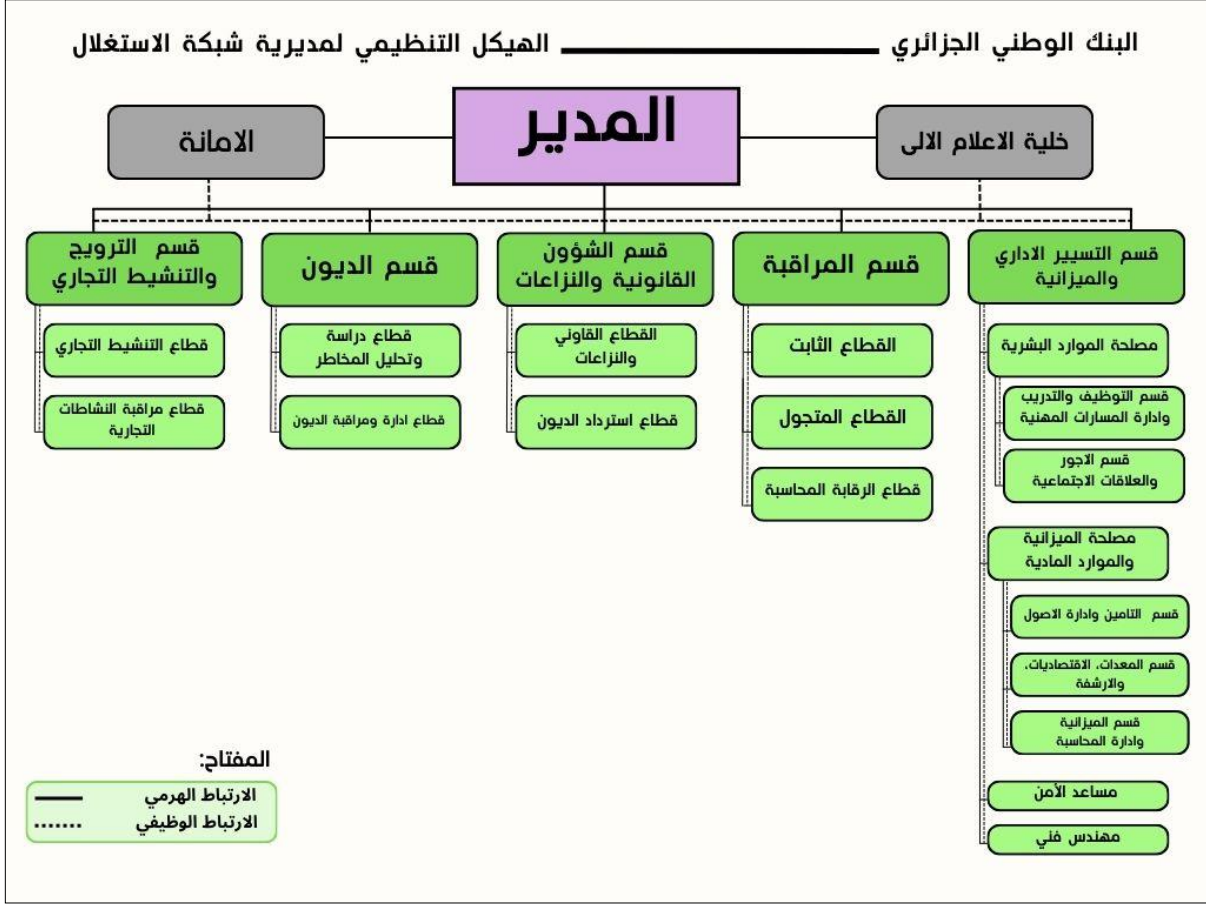 البنك الوطني الجزائري ــــــــــــــــــ الهيكل التنظيمي لمديرية شبكة الاستغلال
المدير
خلية الاعلام الالى
الامانة
قسم التسيير الاداري
والميزانية
مصلحة الموارد البشرية
قسم التوظيف والتدريب
وادارة المسارات المهنية
قسم الاجور
والعلاقات الاجتماعية
مصلحة الميزانية
والموارد المادية
قسم التامين وادارة الاصول
قسم المعدات، الاقتصاديات،
والارشفة
قسم الميزانية
وادارة المحاسبة
مساعد الأمن
مهندس فني
قسم المراقبة
القطاع الثابت
القطاع المتجول
قطاع الرقابة المحاسبة
قسم الشؤون
القانونية والنزاعات
القطاع القاوني
والنزاعات
قطاع استرداد الديون
قسم الديون
قطاع دراسة
وتحليل المخاطر
قطاع ادارة ومراقبة الديون
قسم الترويج
والتنشيط التجاري
قطاع التنشيط التجاري
قطاع مراقبة النشاطات
التجارية
المفتاح:
الارتباط الهرمي
الارتباط الوظيفي